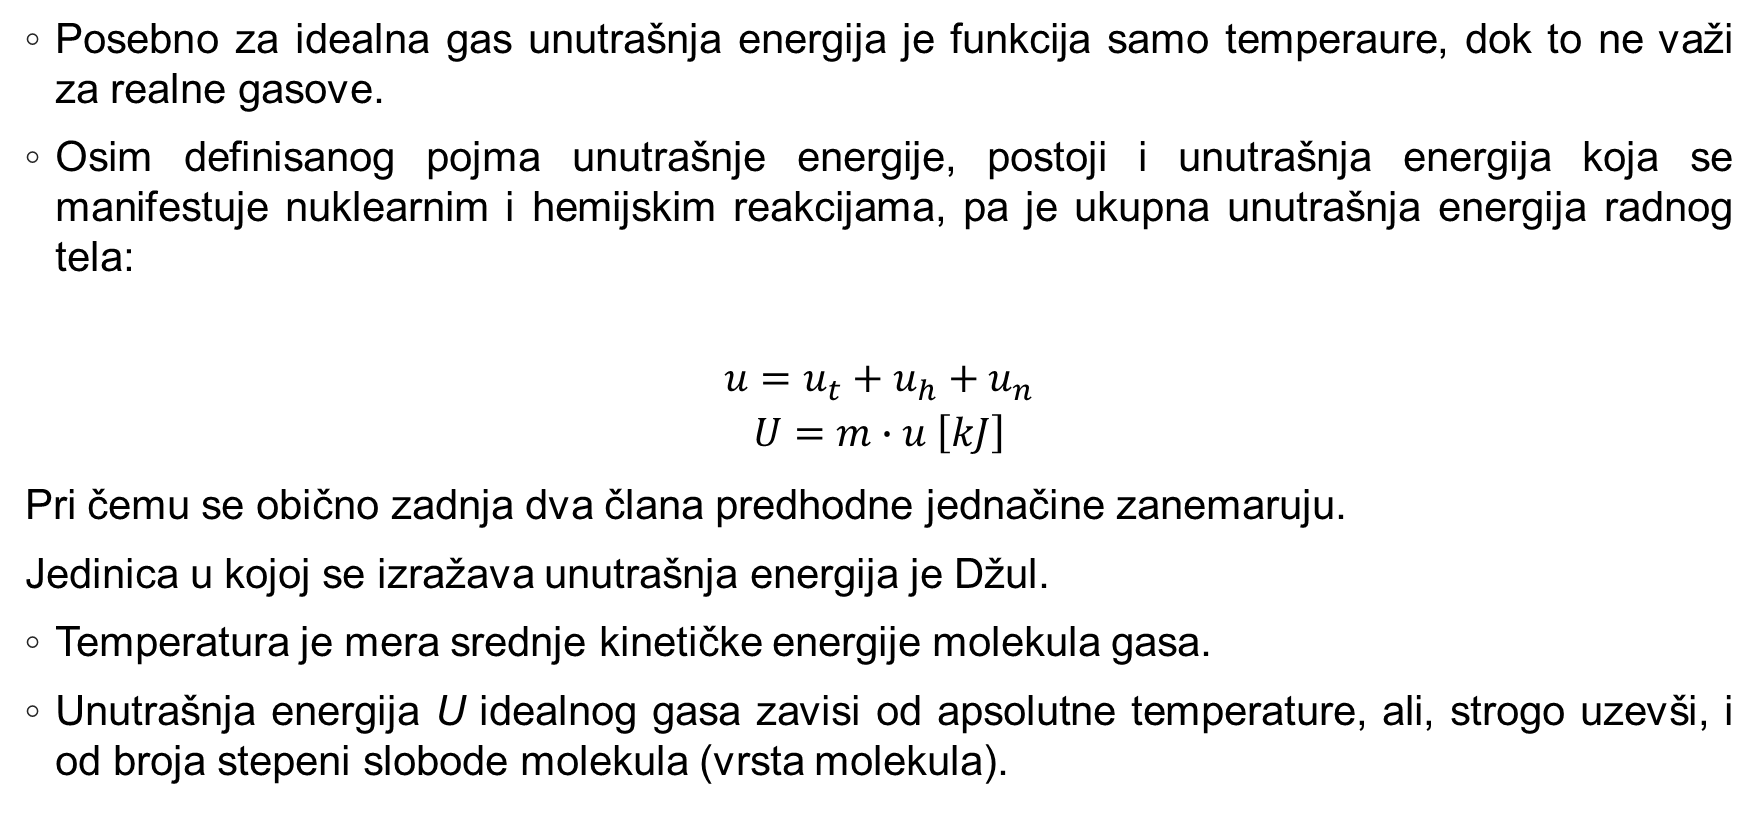 ◦ Posebno za idealna gas unutrašnja energija je funkcija samo temperaure, dok to ne važi
za realne gasove.
◦ Osim definisanog pojma unutrašnje energije, postoji i unutrašnja energija koja se
manifestuje nuklearnim i hemijskim reakcijama, pa je ukupna unutrašnja energija radnog
tela:
u = u_t + u_h + u_n
U = m · u [kJ]
Pri čemu se obično zadnja dva člana predhodne jednačine zanemaruju.
Jedinica u kojoj se izražava unutrašnja energija je Džul.
◦ Temperatura je mera srednje kinetičke energije molekula gasa.
◦ Unutrašnja energija U idealnog gasa zavisi od apsolutne temperature, ali, strogo uzevši, i
od broja stepeni slobode molekula (vrsta molekula).